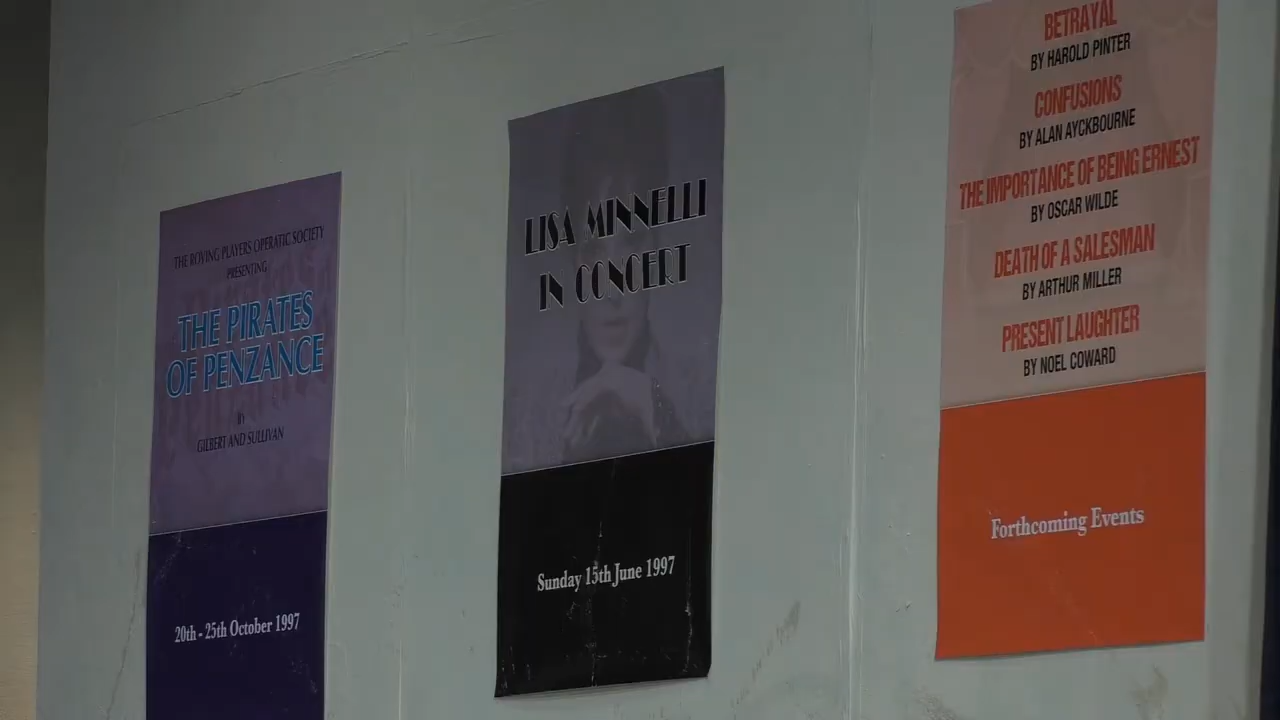 THE ROVING PLAYERS OPERATIC SOCIETY
PRESENTING
THE PIRATES
OF PENZANCE
BY
GILBERT AND SULLIVAN
20th - 25th October 1997
LISA MINNELLI
IN CONCERT
Sunday 15th June 1997
BETRAYAL
BY HAROLD PINTER
CONFUSIONS
BY ALAN AYCKBOURNE
THE IMPORTANCE OF BEING ERNEST
BY OSCAR WILDE
DEATH OF A SALESMAN
BY ARTHUR MILLER
PRESENT LAUGHTER
BY NOEL COWARD
Forthcoming Events